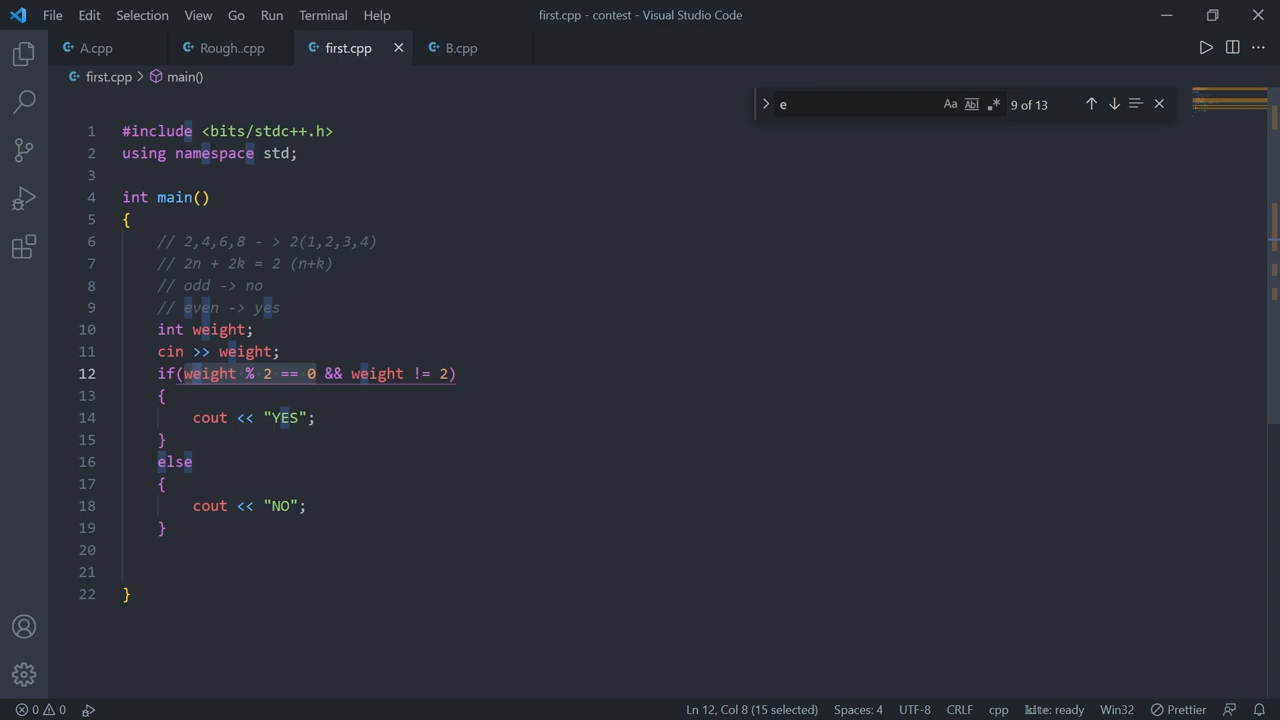 File Edit Selection View Go Run Terminal Help
first.cpp - contest - Visual Studio Code
A.cpp Rough..cpp first.cpp B.cpp
first.cpp > main()
e Aa Abl .* 9 of 13
1 #include <bits/stdc++.h>
2 using namespace std;
3
4 int main()
5 {
6 // 2,4,6,8 - > 2(1,2,3,4)
7 // 2n + 2k = 2 (n+k)
8 // odd -> no
9 // even -> yes
10 int weight;
11 cin >> weight;
12 if(weight % 2 == 0 && weight != 2)
13 {
14 cout << "YES";
15 }
16 else
17 {
18 cout << "NO";
19 }
20
21
22 }
0 0 Ln 12, Col 8 (15 selected) Spaces: 4 UTF-8 CRLF cpp kite: ready Win32 Prettier